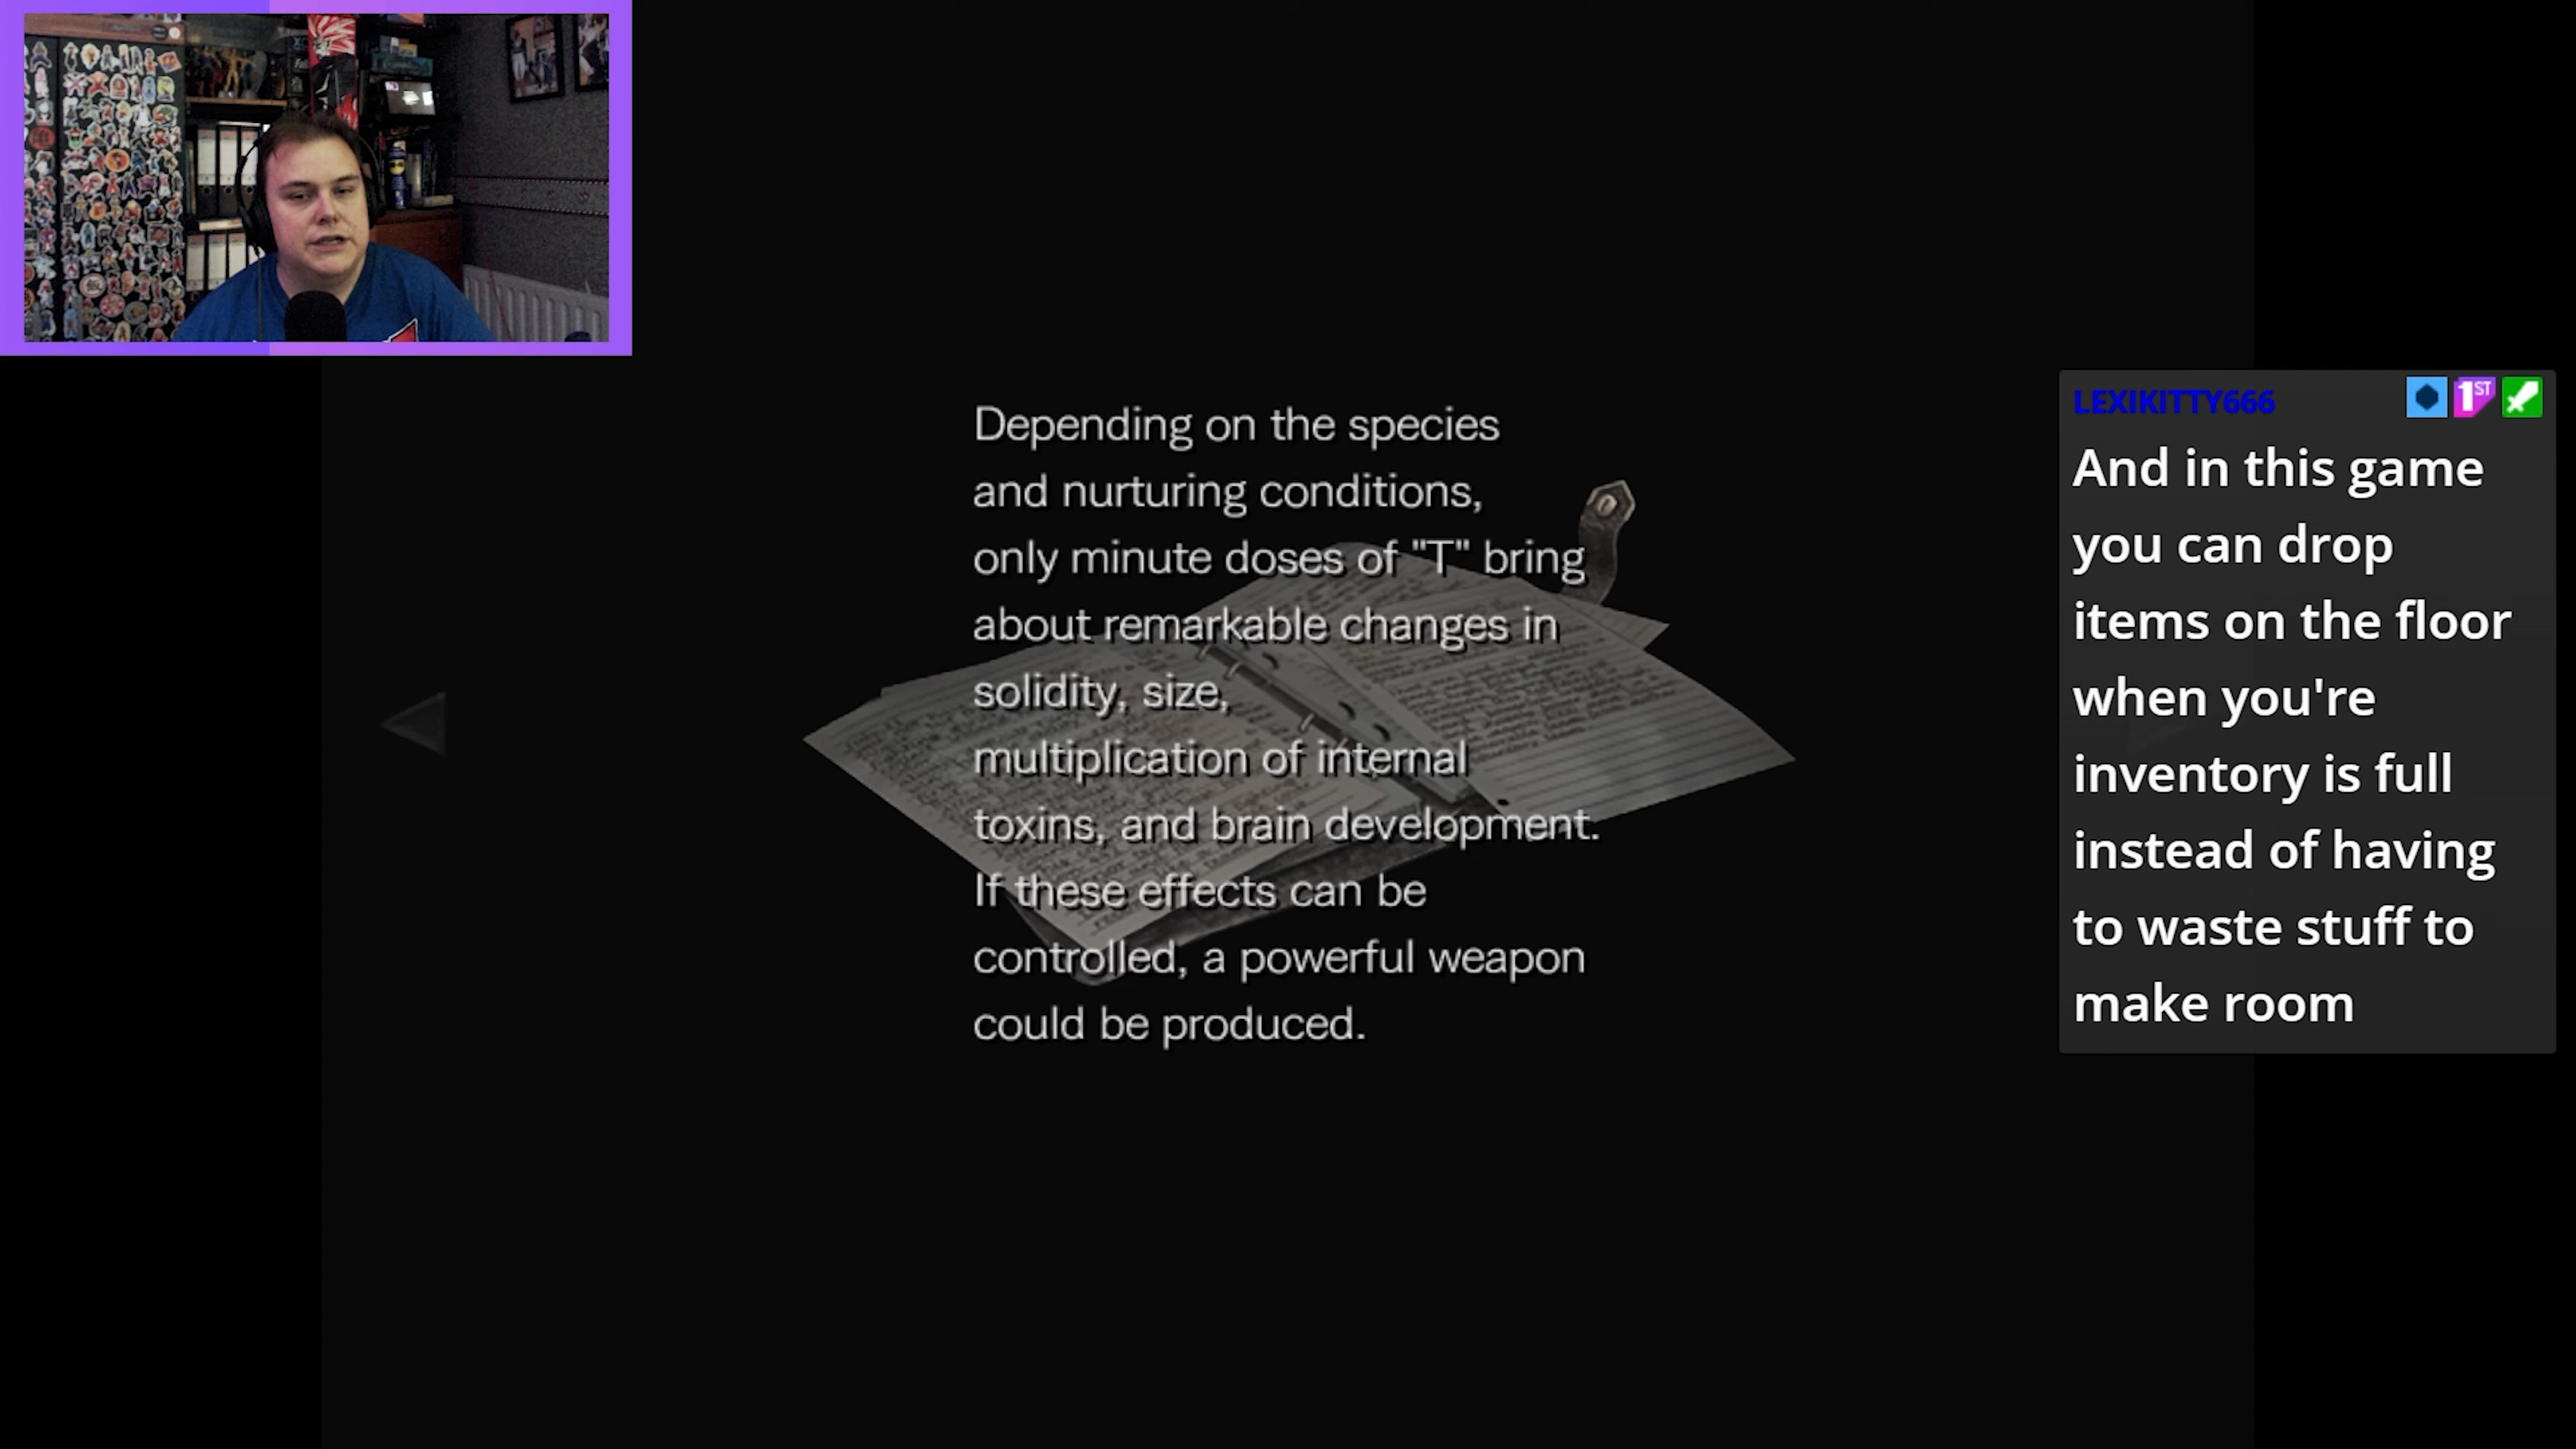 Depending on the species
and nurturing conditions,
only minute doses of "T" bring
about remarkable changes in
solidity, size,
multiplication of internal
toxins, and brain development.
If these effects can be
controlled, a powerful weapon
could be produced.
LEXIKITTY666
1ST
And in this game
you can drop
items on the floor
when you're
inventory is full
instead of having
to waste stuff to
make room